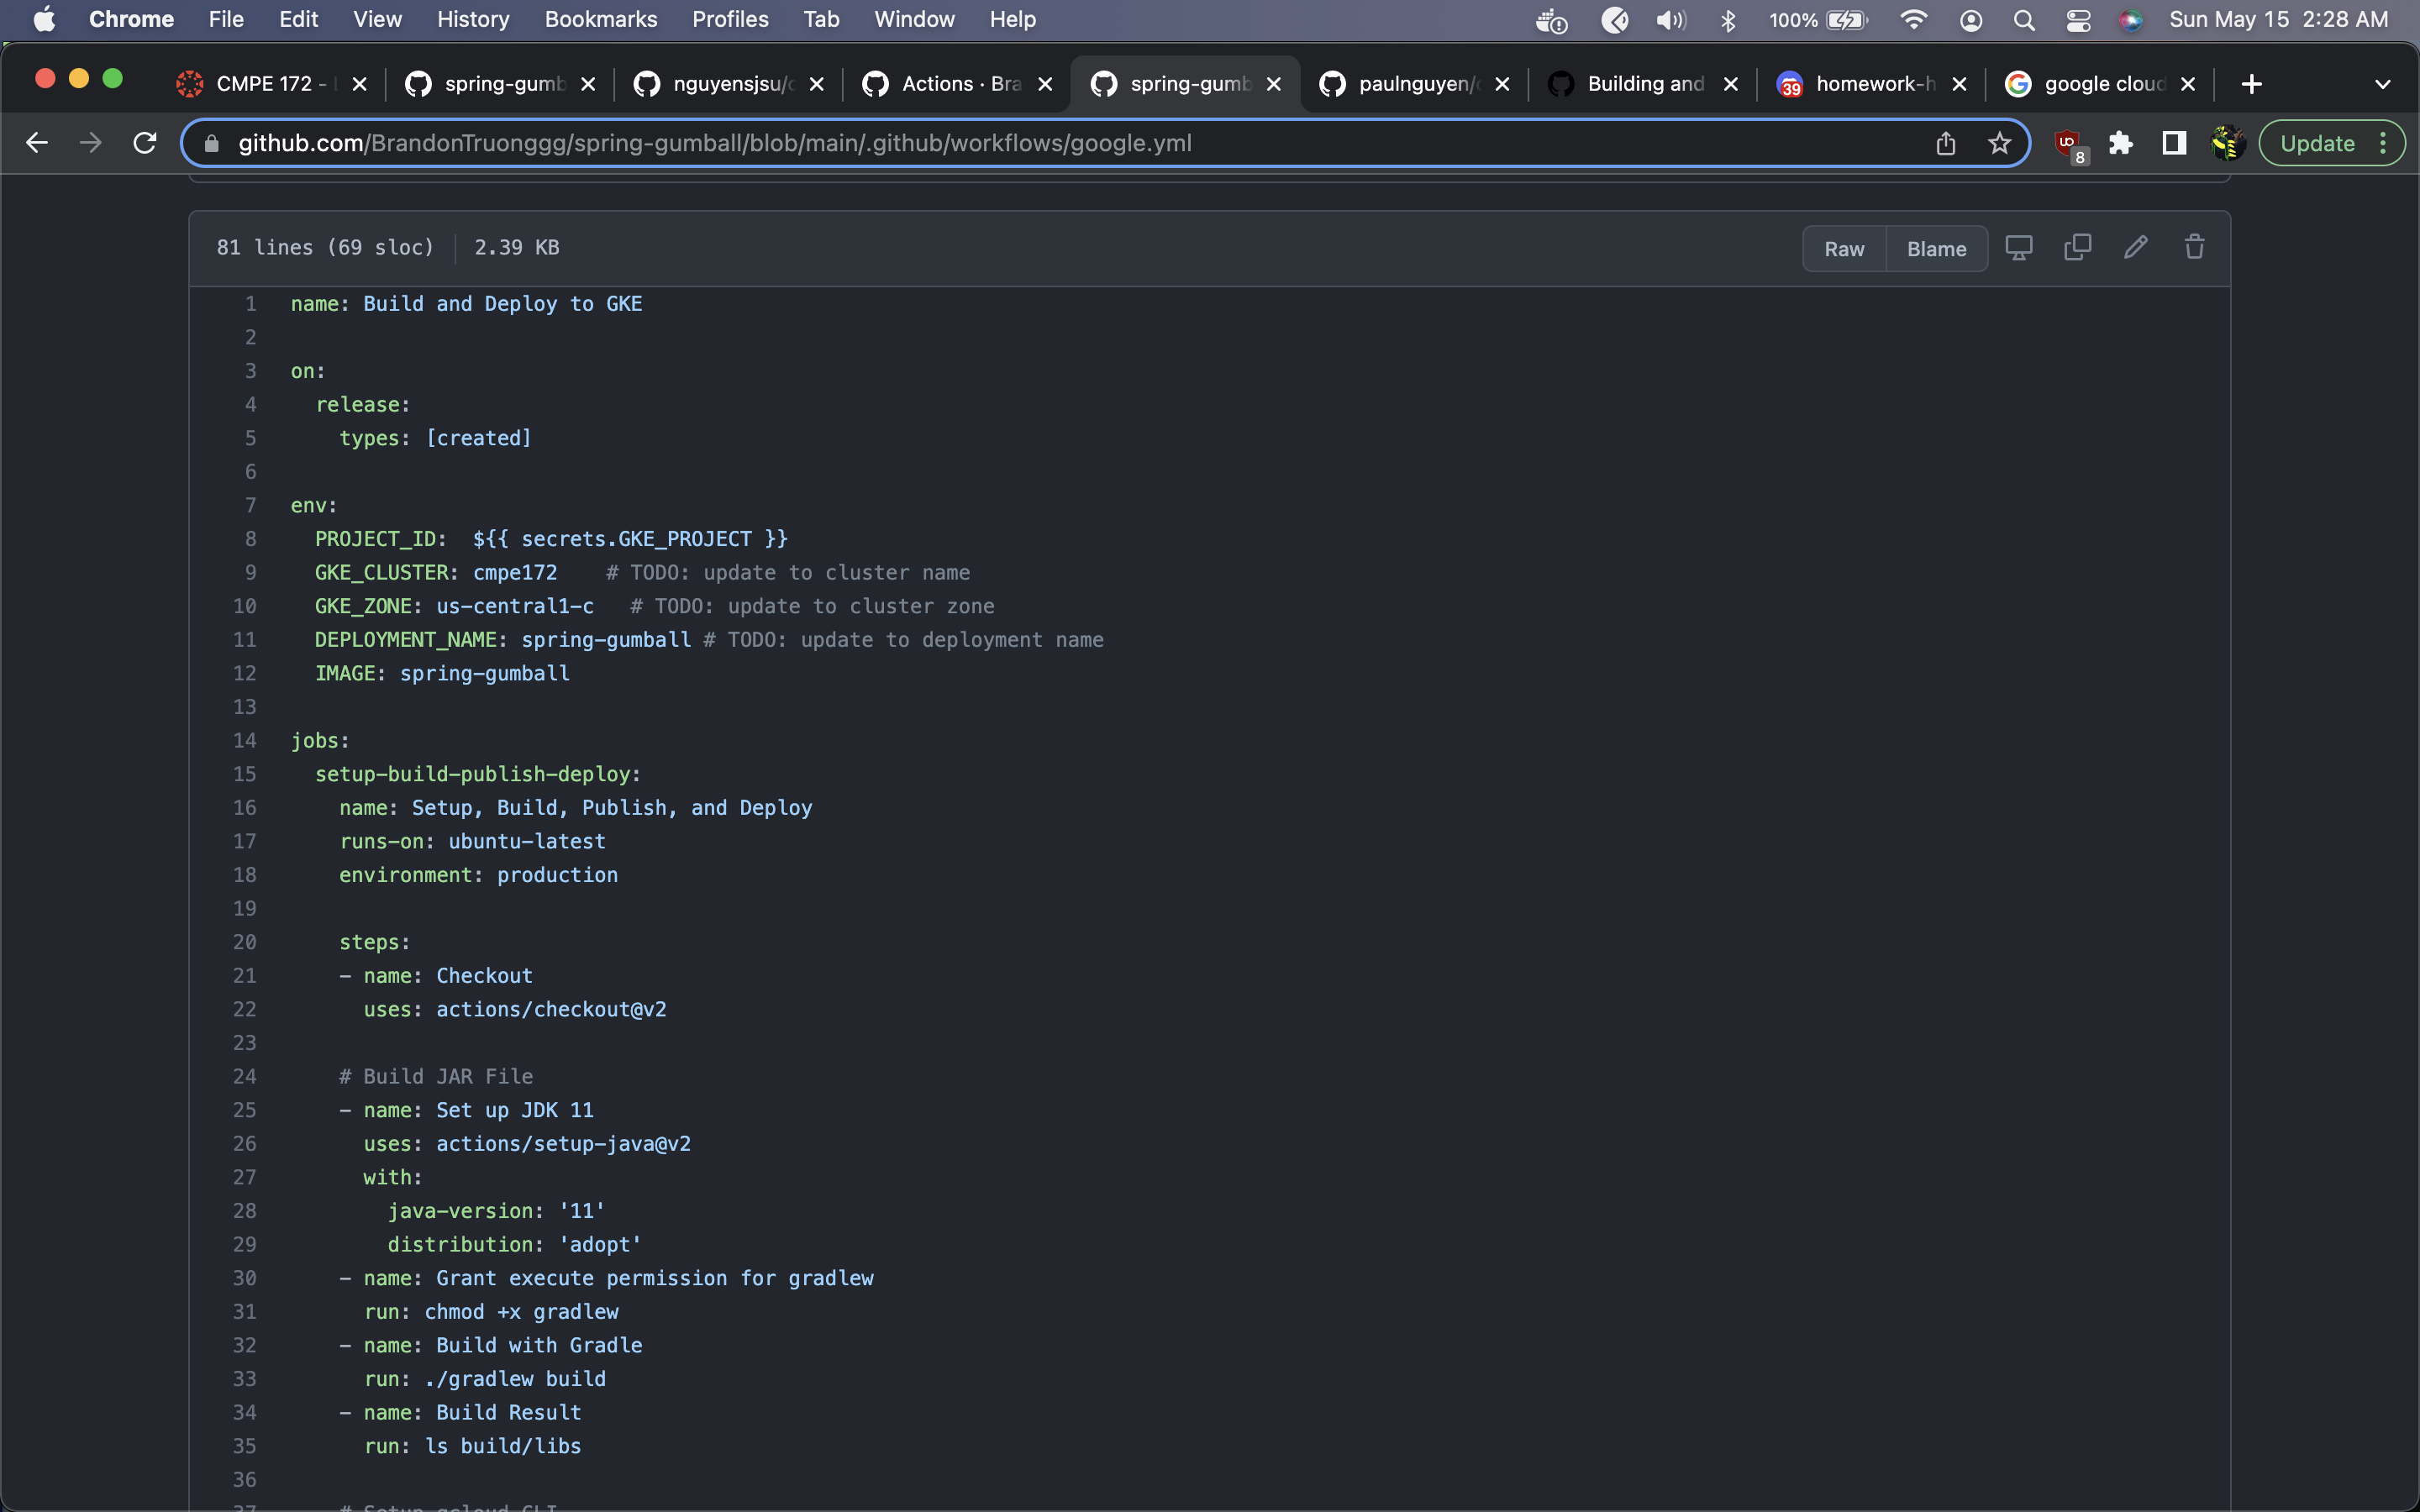 Chrome File Edit View History Bookmarks Profiles Tab Window Help 100% Sun May 15 2:28 AM
CMPE 172 - spring-gumb nguyensjsu/ Actions · Bra spring-gumb paulnguyen/ Building and 39 homework-h google cloud
github.com/BrandonTruonggg/spring-gumball/blob/main/.github/workflows/google.yml 8 Update
81 lines (69 sloc) 2.39 KB Raw Blame
1 name: Build and Deploy to GKE
2
3 on:
4 release:
5 types: [created]
6
7 env:
8 PROJECT_ID: ${{ secrets.GKE_PROJECT }}
9 GKE_CLUSTER: cmpe172 # TODO: update to cluster name
10 GKE_ZONE: us-central1-c # TODO: update to cluster zone
11 DEPLOYMENT_NAME: spring-gumball # TODO: update to deployment name
12 IMAGE: spring-gumball
13
14 jobs:
15 setup-build-publish-deploy:
16 name: Setup, Build, Publish, and Deploy
17 runs-on: ubuntu-latest
18 environment: production
19
20 steps:
21 - name: Checkout
22 uses: actions/checkout@v2
23
24 # Build JAR File
25 - name: Set up JDK 11
26 uses: actions/setup-java@v2
27 with:
28 java-version: '11'
29 distribution: 'adopt'
30 - name: Grant execute permission for gradlew
31 run: chmod +x gradlew
32 - name: Build with Gradle
33 run: ./gradlew build
34 - name: Build Result
35 run: ls build/libs
36
37 # Setup gcloud CLI